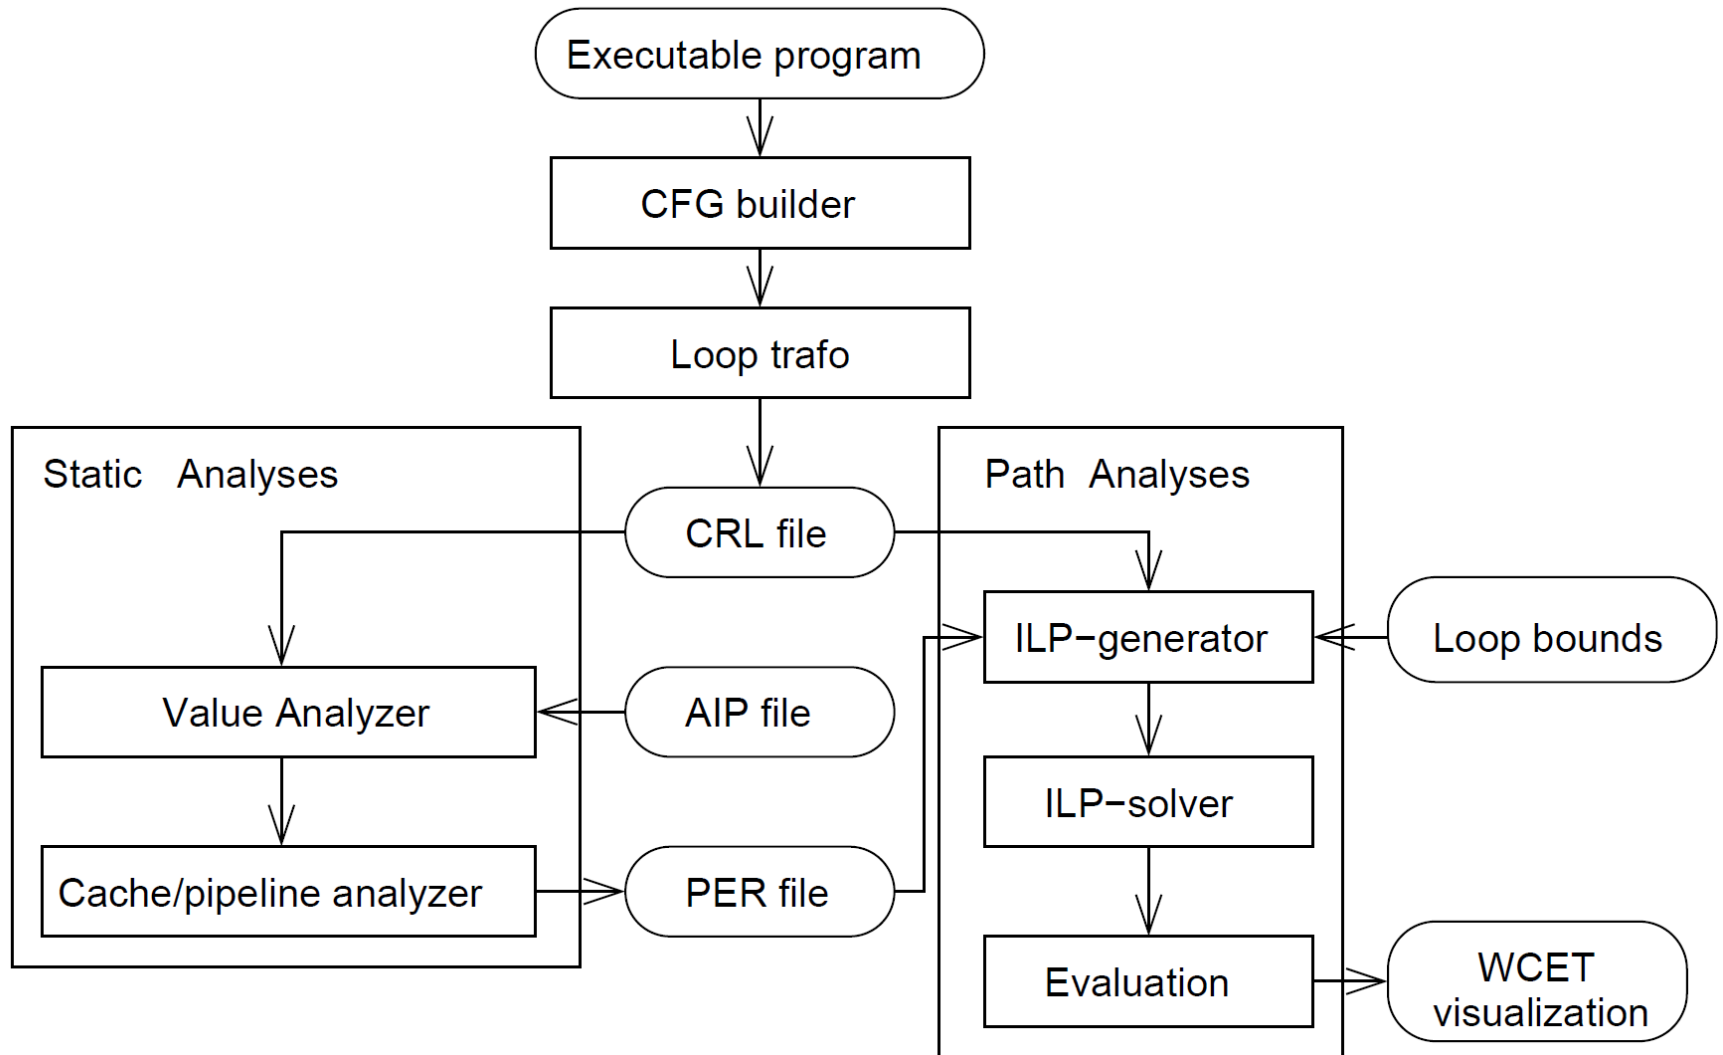 Executable program
CFG builder
Loop trafo
Static Analyses
Path Analyses
CRL file
ILP−generator
Loop bounds
Value Analyzer
AIP file
ILP−solver
Cache/pipeline analyzer
PER file
Evaluation
WCET
visualization